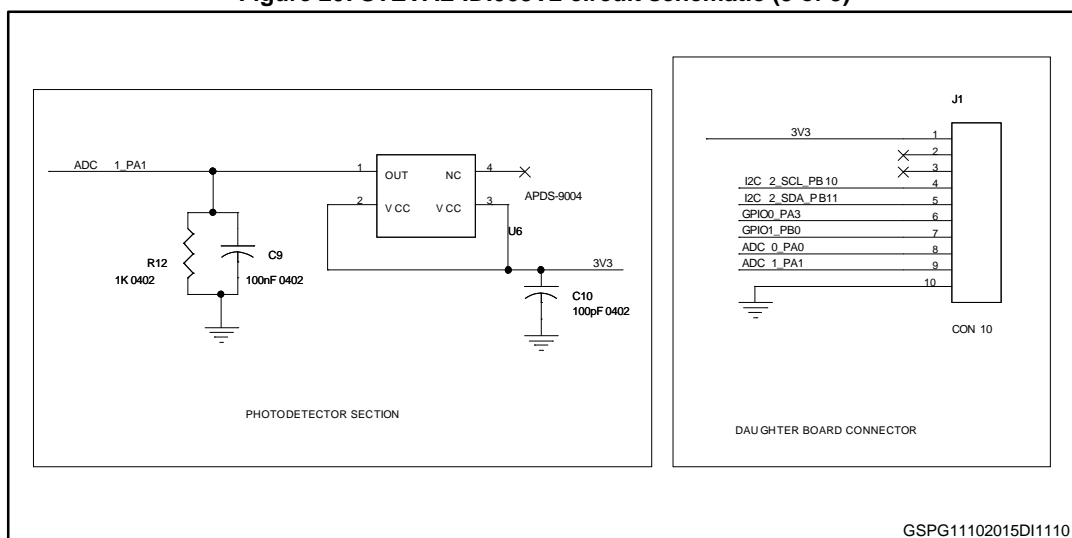 J1
3V3 1
2
3
I2C 2_SCL_PB10 4
I2C 2_SDA_PB11 5
GPIO0_PA3 6
GPIO1_PB0 7
ADC 0_PA0 8
ADC 1_PA1 9
10
CON 10
DAUGHTER BOARD CONNECTOR
ADC 1_PA1
1 OUT NC 4
APDS-9004
2 VCC VCC 3
U6
R12
1K 0402
C9
100nF 0402
3V3
C10
100pF 0402
PHOTODETECTOR SECTION
GSPG11102015DI1110